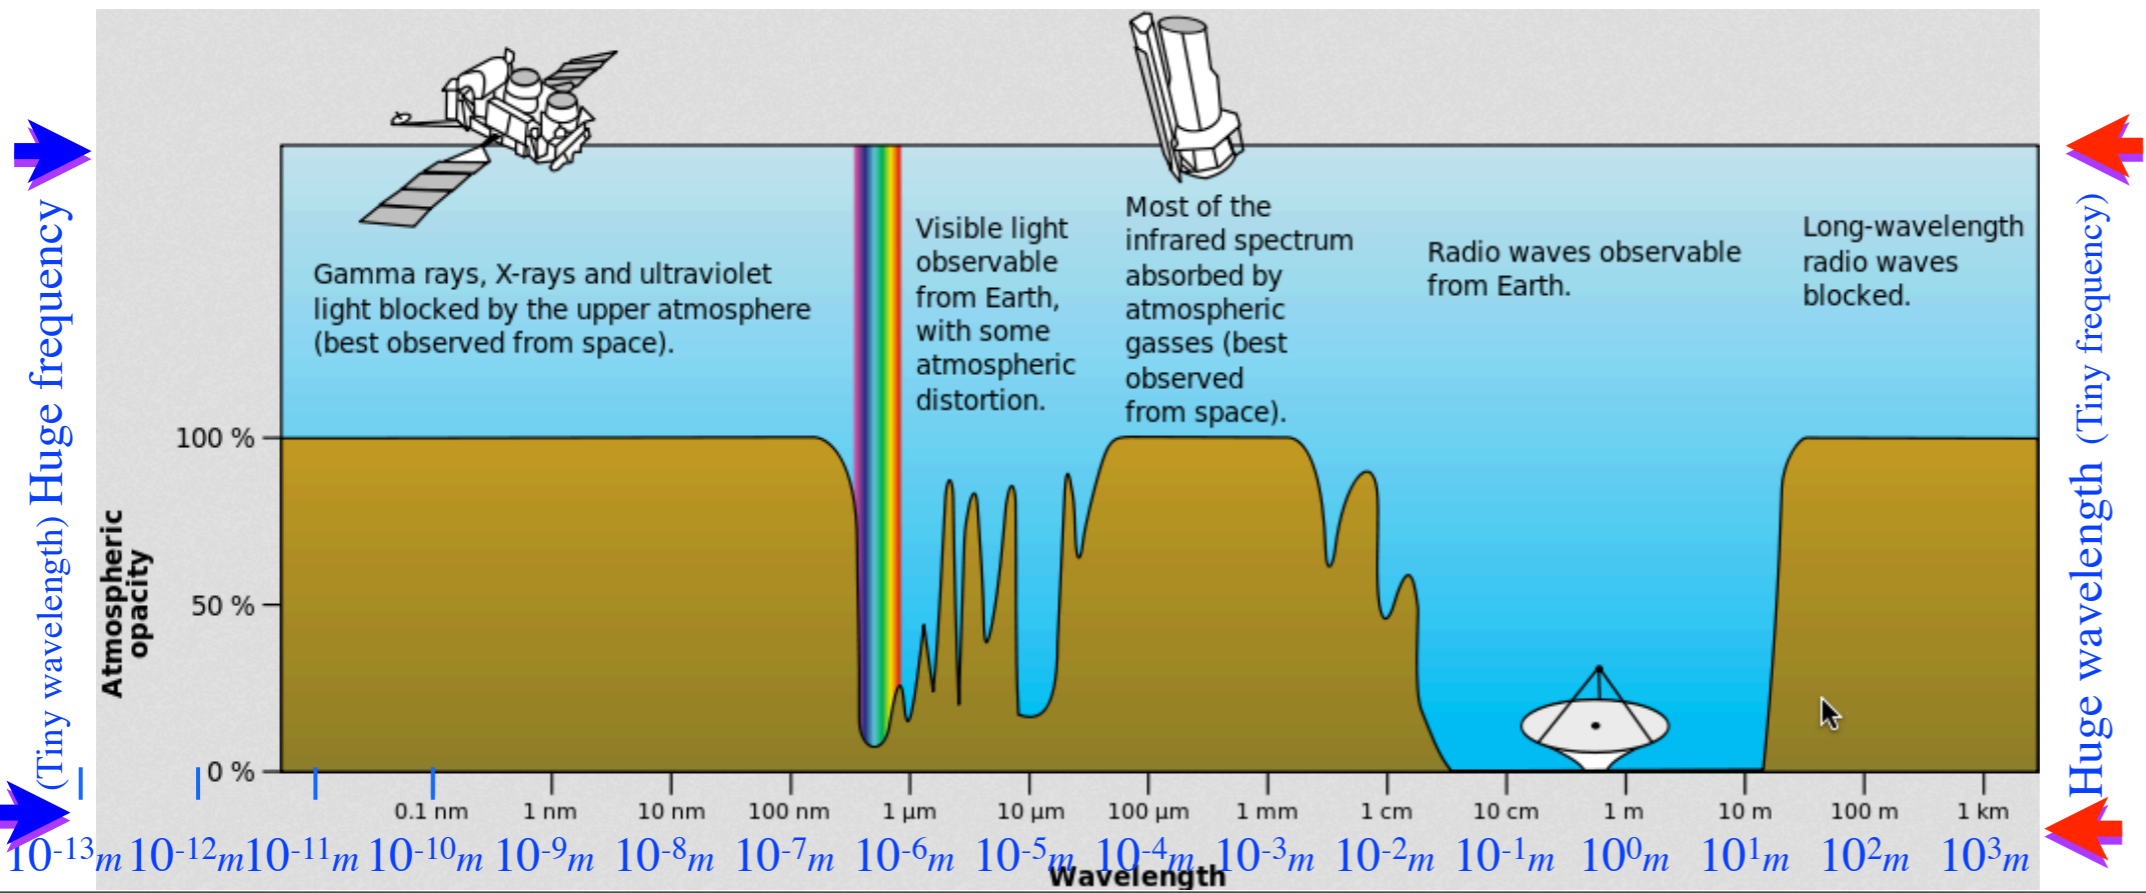 Huge frequency
(Tiny wavelength)
Gamma rays, X-rays and ultraviolet
light blocked by the upper atmosphere
(best observed from space).
Visible light
observable
from Earth,
with some
atmospheric
distortion.
Most of the
infrared spectrum
absorbed by
atmospheric
gasses (best
observed
from space).
Radio waves observable
from Earth.
Long-wavelength
radio waves
blocked.
(Tiny frequency)
Huge wavelength
Atmospheric
opacity
100 %
50 %
0 %
0.1 nm 1 nm 10 nm 100 nm 1 µm 10 µm 100 µm 1 mm 1 cm 10 cm 1 m 10 m 100 m 1 km
10⁻¹³m 10⁻¹²m 10⁻¹¹m 10⁻¹⁰m 10⁻⁹m 10⁻⁸m 10⁻⁷m 10⁻⁶m 10⁻⁵m 10⁻⁴m 10⁻³m 10⁻²m 10⁻¹m 10⁰m 10¹m 10²m 10³m
Wavelength